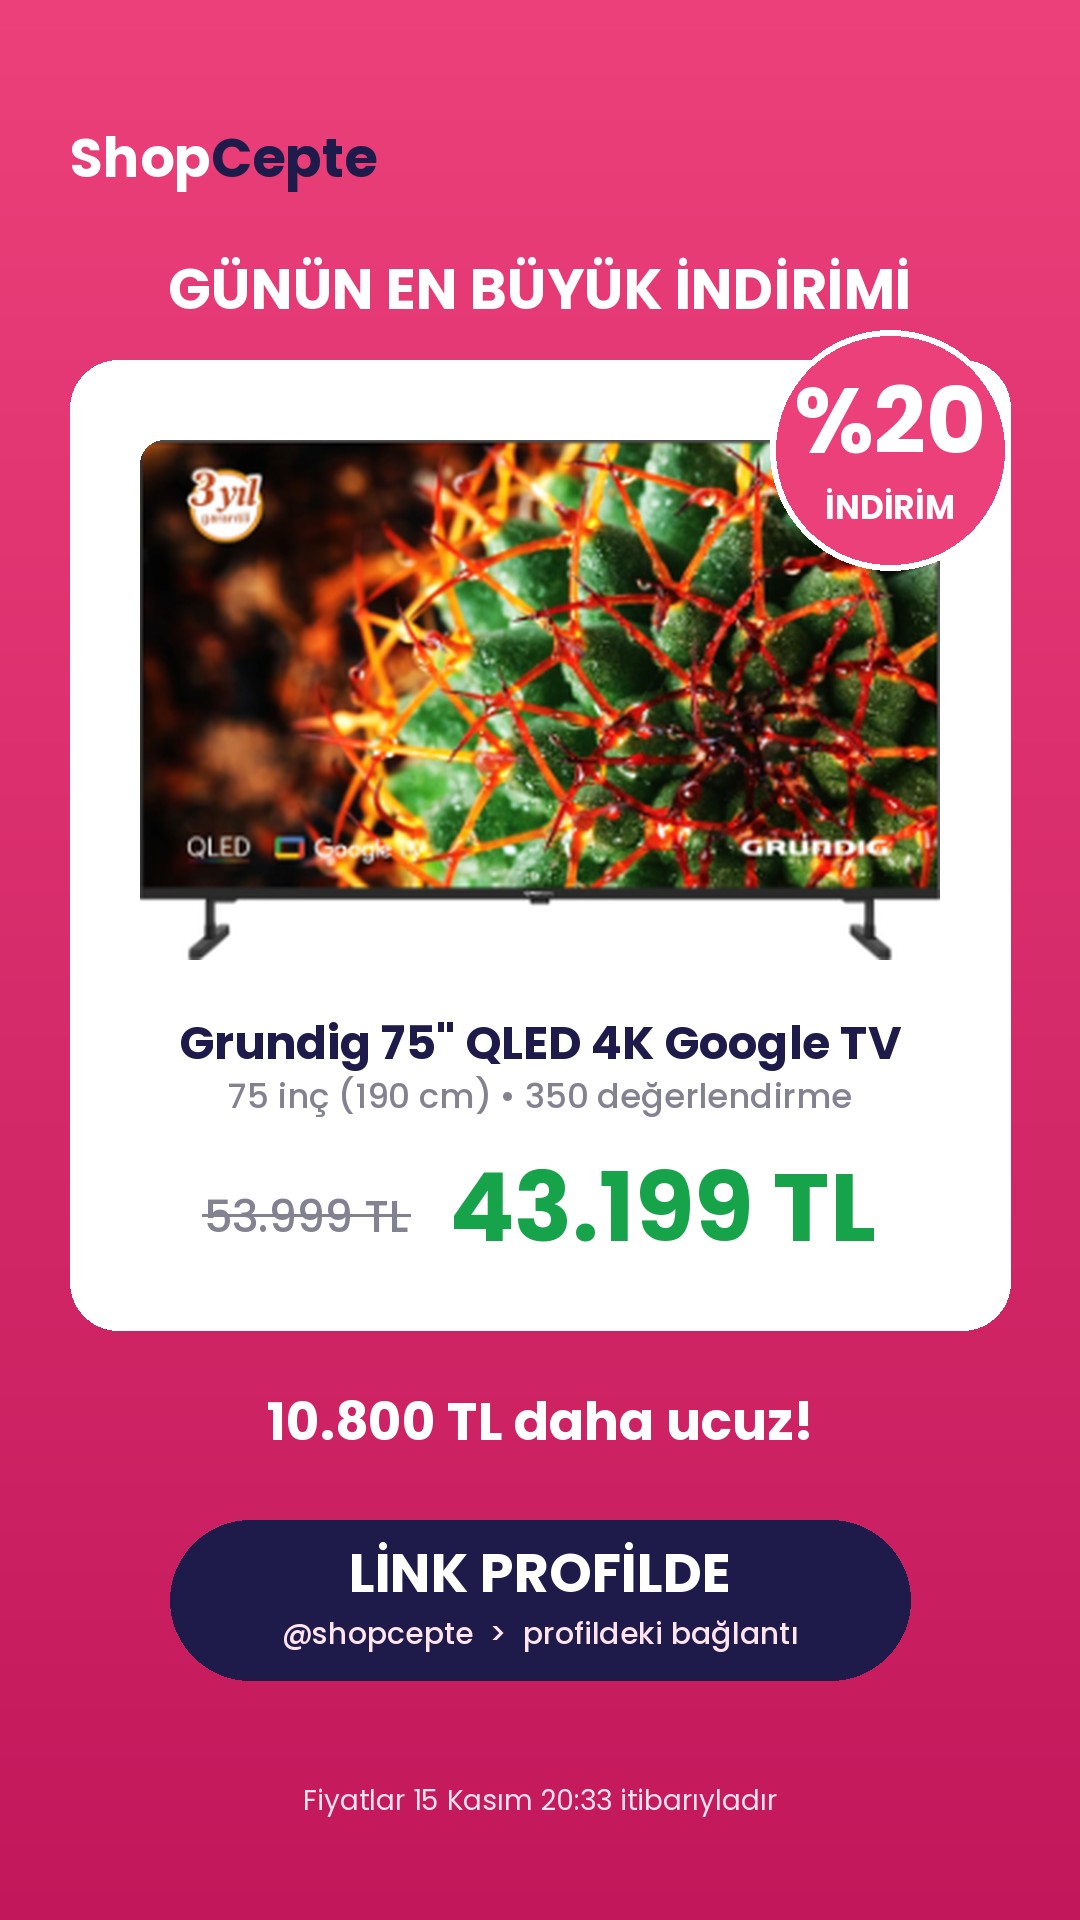 ShopCepte
GÜNÜN EN BÜYÜK İNDİRİMİ
%20
İNDİRİM
3 yıl
garantili
QLED Google TV GRUNDIG
Grundig 75" QLED 4K Google TV
75 inç (190 cm) • 350 değerlendirme
53.999 TL 43.199 TL
10.800 TL daha ucuz!
LİNK PROFİLDE
@shopcepte > profildeki bağlantı
Fiyatlar 15 Kasım 20:33 itibarıyladır